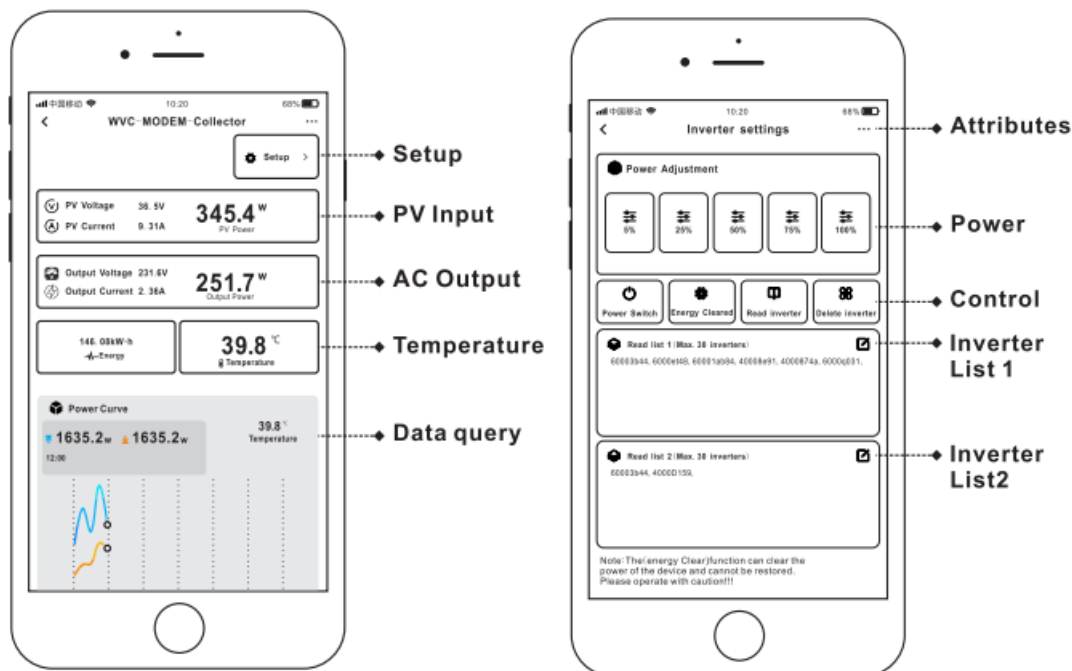 中国移动 10:20 68%
WVC-MODEM-Collector
Setup
Setup
PV Voltage 36.5V
PV Current 9.31A
345.4 W
PV Power
PV Input
Output Voltage 231.6V
Output Current 2.36A
251.7 W
Output Power
AC Output
146.08kW·h
Energy
39.8 ℃
Temperature
Temperature
Power Curve
1635.2w 1635.2w
12:00
39.8 ℃
Temperature
Data query
中国移动 10:20 68%
Inverter settings
Attributes
Power Adjustment
5% 25% 50% 75% 100%
Power
Power Switch Energy Cleared Read inverter Delete inverter
Control
Read list 1(Max. 30 inverters)
60003b44, 6000et48, 60001ab84, 40008e91, 4000874a, 6000q031,
Inverter
List 1
Read list 2(Max. 30 inverters)
60003b44, 4000D159,
Inverter
List2
Note:The(energy Clear)function can clear the
power of the device and cannot be restored.
Please operate with caution!!!